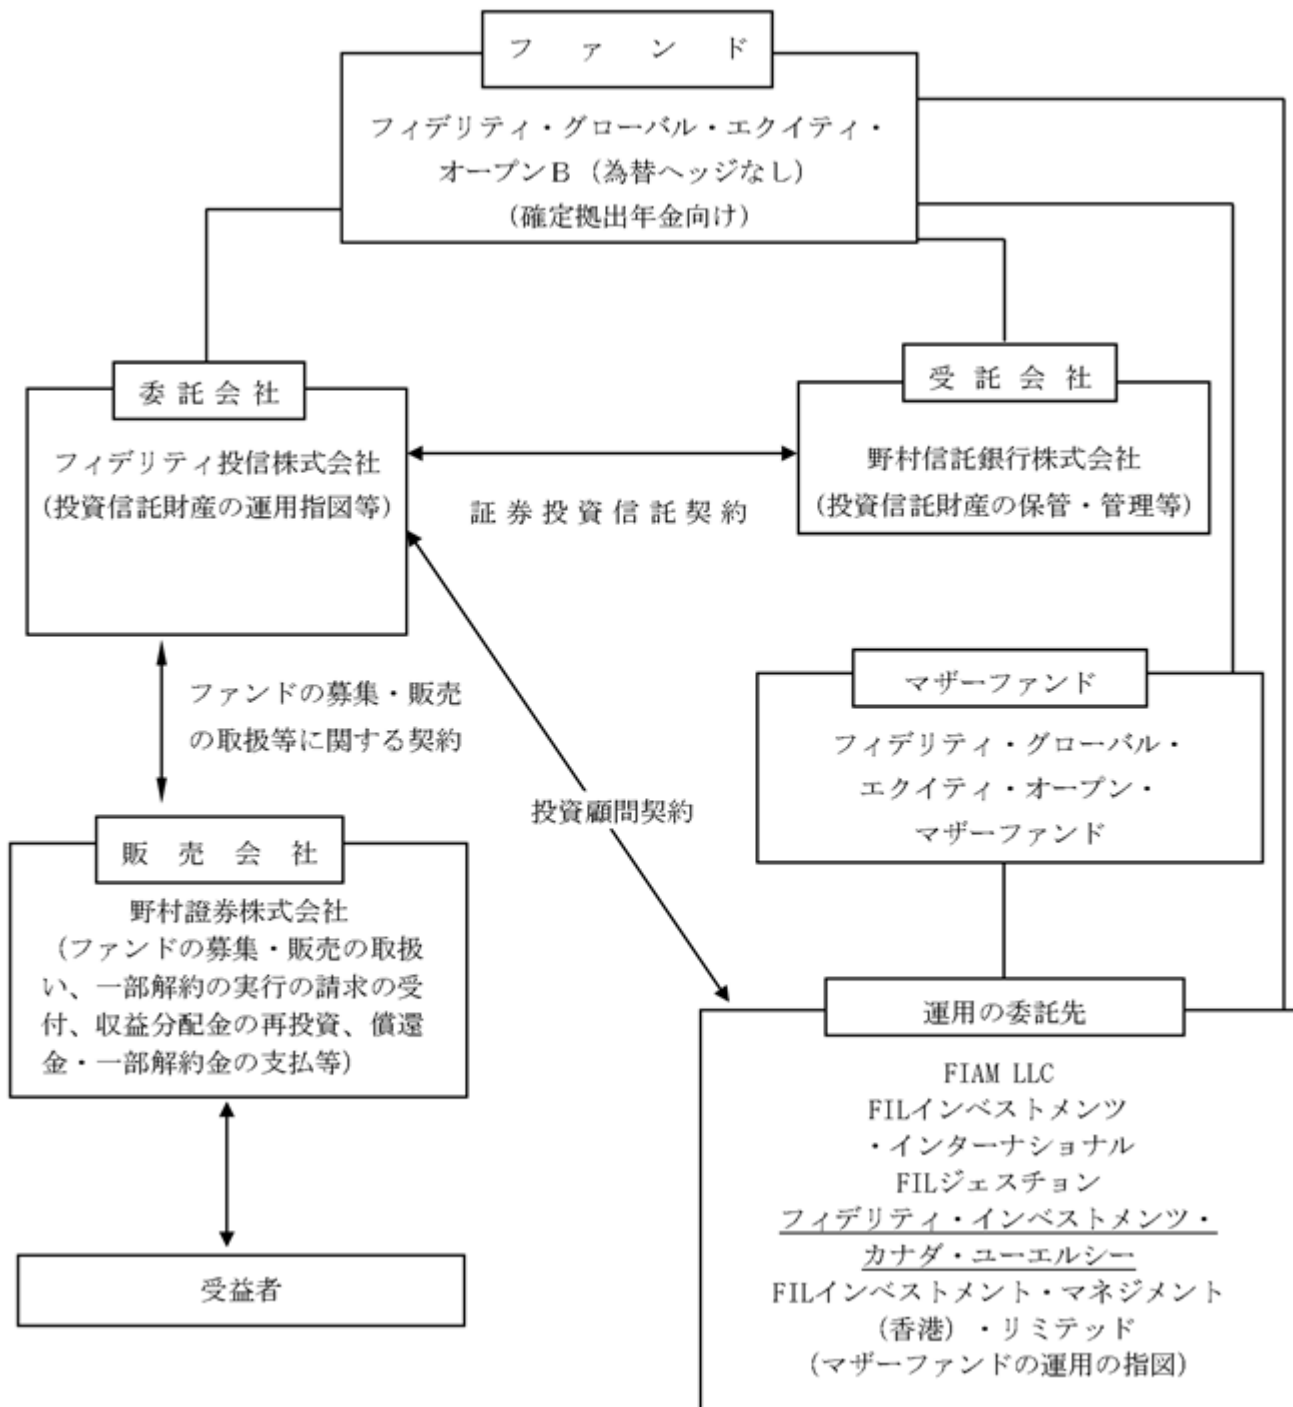 ファンド
フィデリティ・グローバル・エクイティ・
オープンB(為替ヘッジなし)
(確定拠出年金向け)
委託会社
フィデリティ投信株式会社
(投資信託財産の運用指図等)
証券投資信託契約
受託会社
野村信託銀行株式会社
(投資信託財産の保管・管理等)
ファンドの募集・販売
の取扱等に関する契約
投資顧問契約
マザーファンド
フィデリティ・グローバル・
エクイティ・オープン・
マザーファンド
販売会社
野村證券株式会社
(ファンドの募集・販売の取扱
い、一部解約の実行の請求の受
付、収益分配金の再投資、償還
金・一部解約金の支払等)
受益者
運用の委託先
FIAM LLC
FILインベストメンツ
・インターナショナル
FILジェスチョン
フィデリティ・インベストメンツ・
カナダ・ユーエルシー
FILインベストメント・マネジメント
(香港)・リミテッド
(マザーファンドの運用の指図)